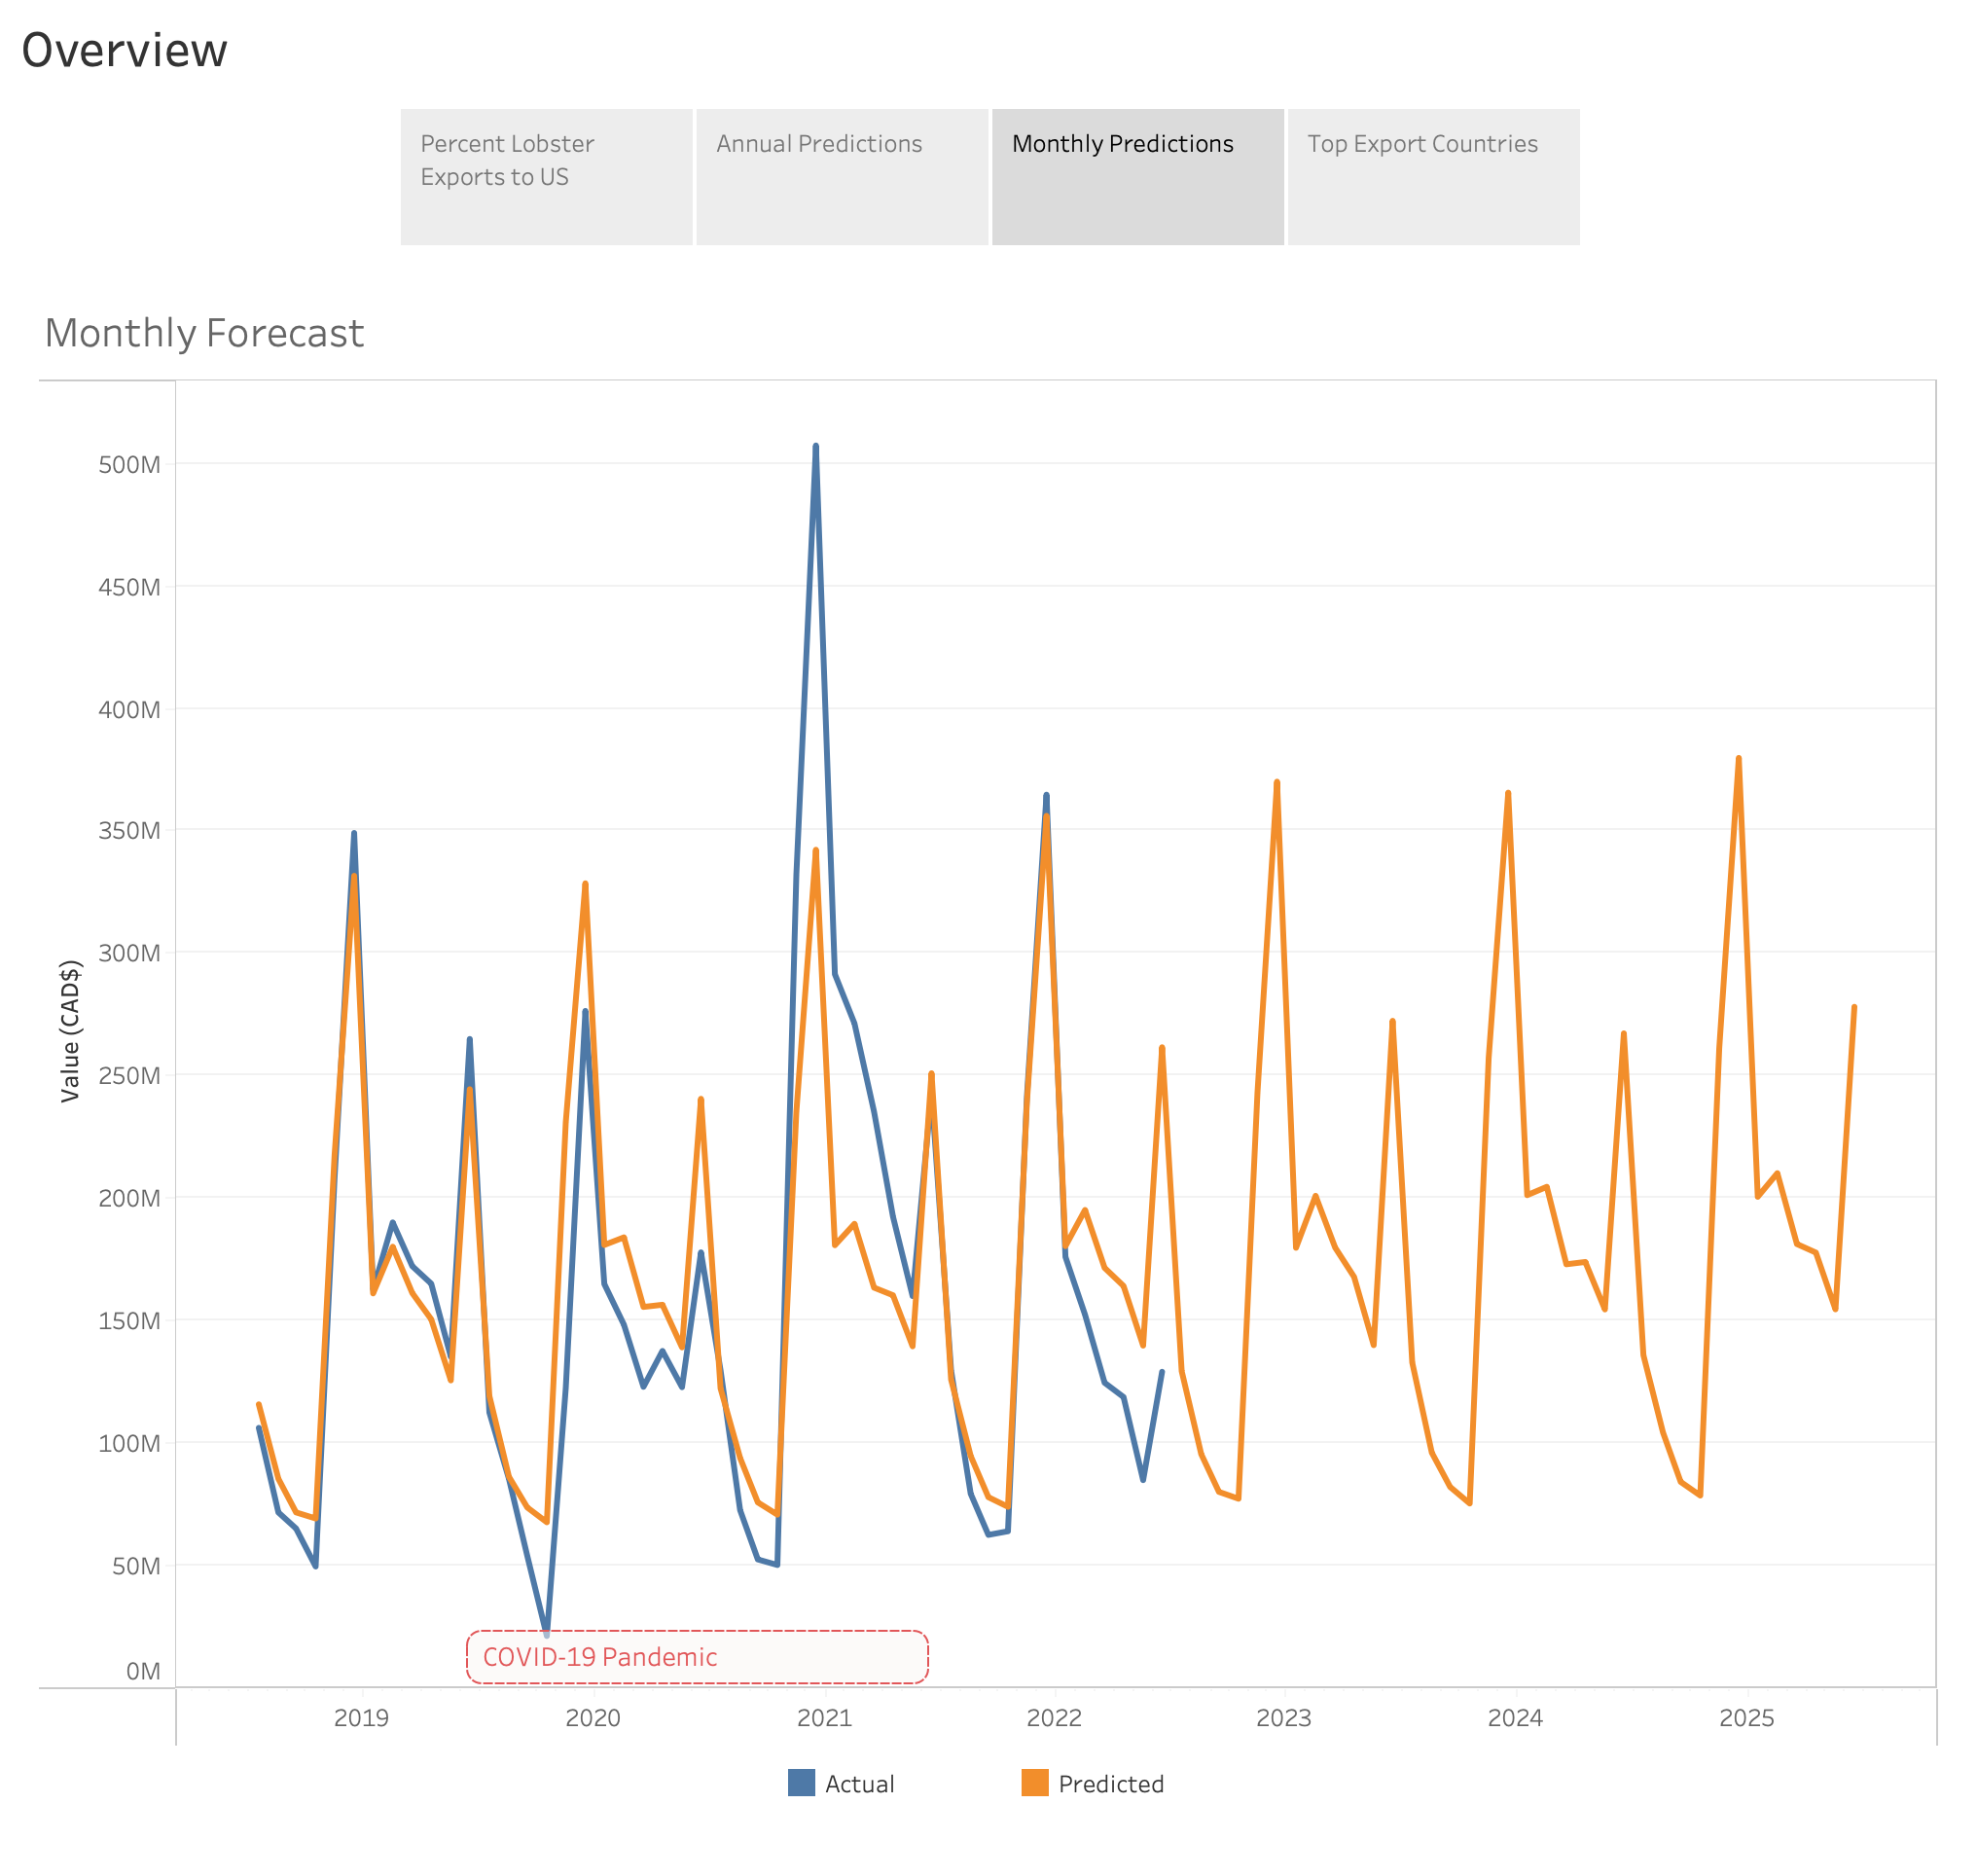 Overview
Percent Lobster
Exports to US
Annual Predictions
Monthly Predictions
Top Export Countries
Monthly Forecast
Value (CAD$)
500M
450M
400M
350M
300M
250M
200M
150M
100M
50M
0M
COVID-19 Pandemic
2019
2020
2021
2022
2023
2024
2025
Actual
Predicted